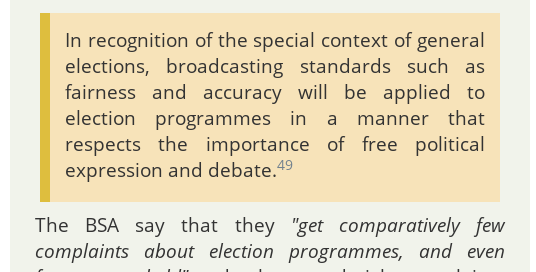 In recognition of the special context of general
elections, broadcasting standards such as
fairness and accuracy will be applied to
election programmes in a manner that
respects the importance of free political
expression and debate.49
The BSA say that they "get comparatively few
complaints about election programmes, and even